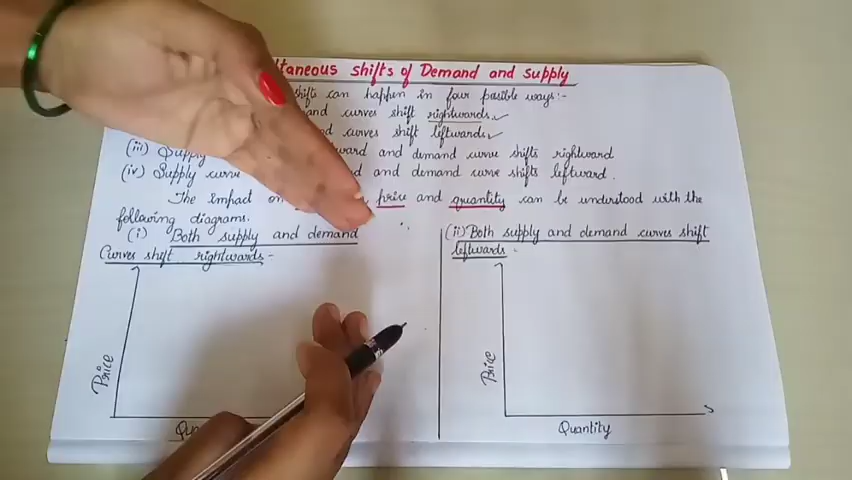 taneous shifts of Demand and supply
shifts can happen in four possible ways:-
and curves shift rightwards.
nd curves shift leftwards.
(iii) Supply ward and demand curve shifts rightward
(iv) Supply curve d and demand curve shifts leftward.
The impact on price and quantity can be understood with the
following diagrams.
(i) Both supply and demand
Curves shift rightwards -
Price
(ii) Both supply and demand curves shift
leftwards -
Price
Quantity